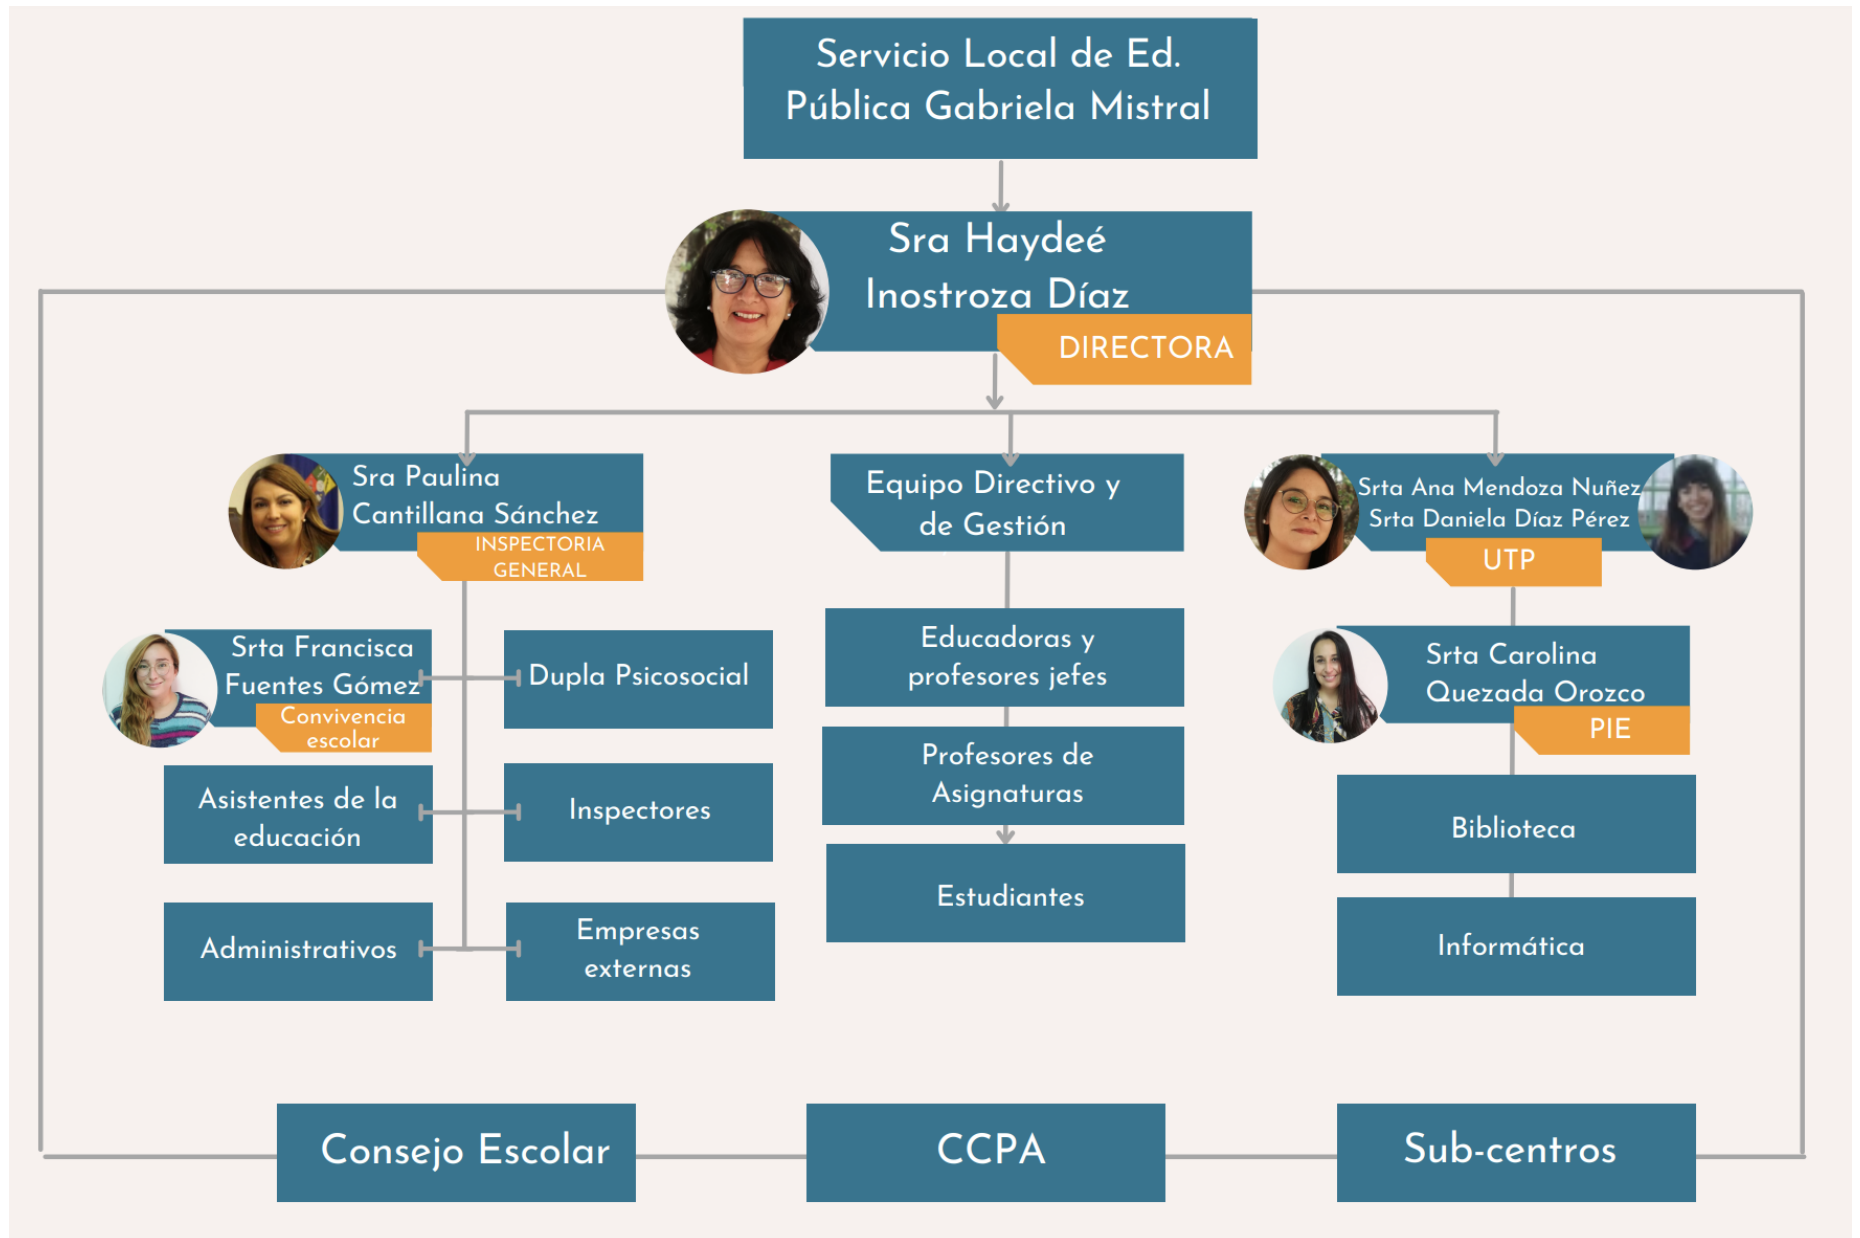 Servicio Local de Ed.
Pública Gabriela Mistral
Sra Haydeé
Inostroza Díaz
DIRECTORA
Sra Paulina
Cantillana Sánchez
INSPECTORIA
GENERAL
Equipo Directivo y
de Gestión
Srta Ana Mendoza Nuñez
Srta Daniela Díaz Pérez
UTP
Srta Francisca
Fuentes Gómez
Convivencia
escolar
Dupla Psicosocial
Educadoras y
profesores jefes
Srta Carolina
Quezada Orozco
PIE
Asistentes de la
educación
Inspectores
Profesores de
Asignaturas
Biblioteca
Administrativos
Empresas
externas
Estudiantes
Informática
Consejo Escolar
CCPA
Sub-centros